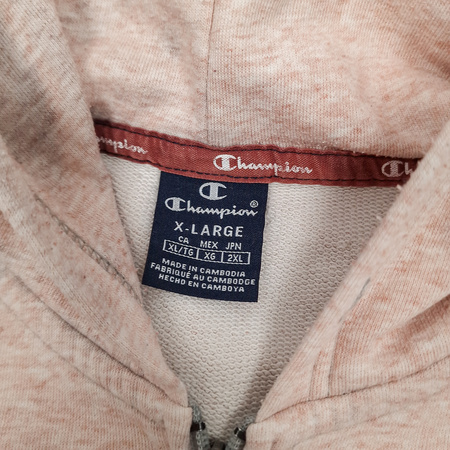 Champion
Champion
Champion
Champion®
X-LARGE
CA MEX JPN
XL/TG XG 2XL
MADE IN CAMBODIA
FABRIQUÉ AU CAMBODGE
HECHO EN CAMBOYA